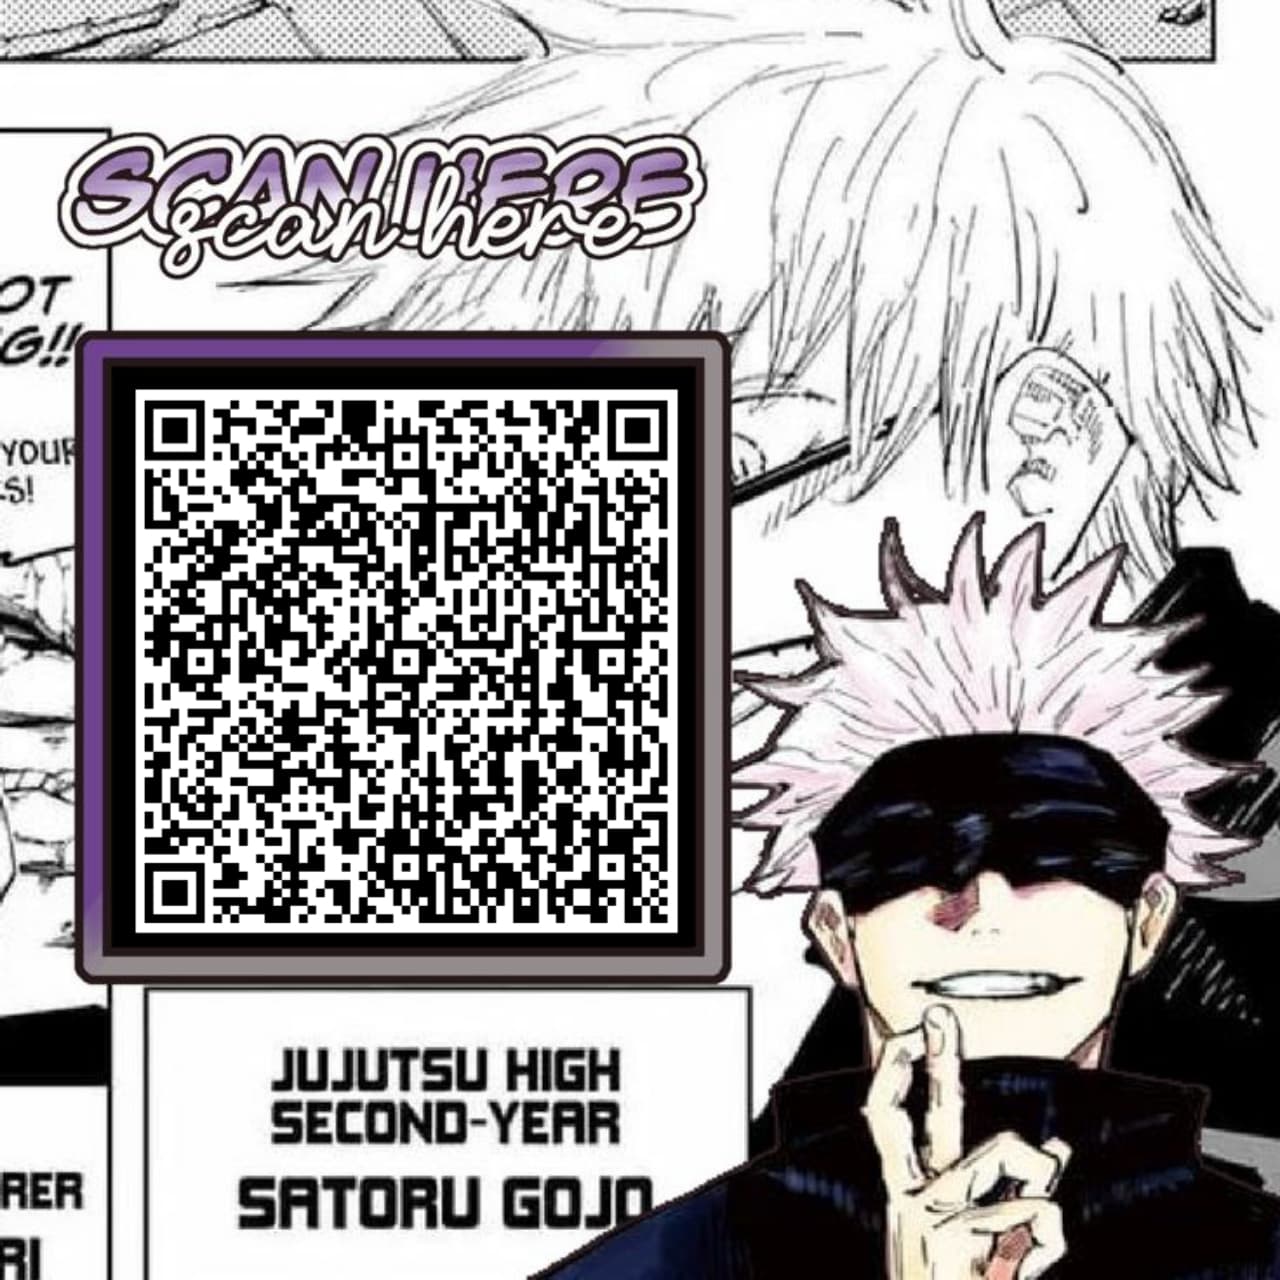 SCAN HERE
scan here
OT
G!!
YOUR
S!
JUJUTSU HIGH
SECOND-YEAR
SATORU GOJO
RER
RI